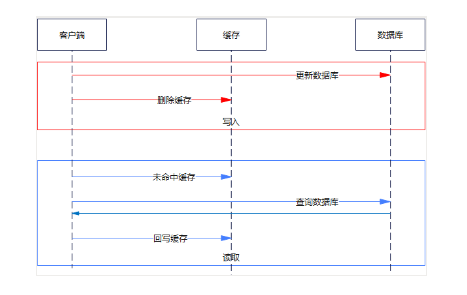 客户端
缓存
数据库
更新数据库
删除缓存
写入
未命中缓存
查询数据库
回写缓存
读取